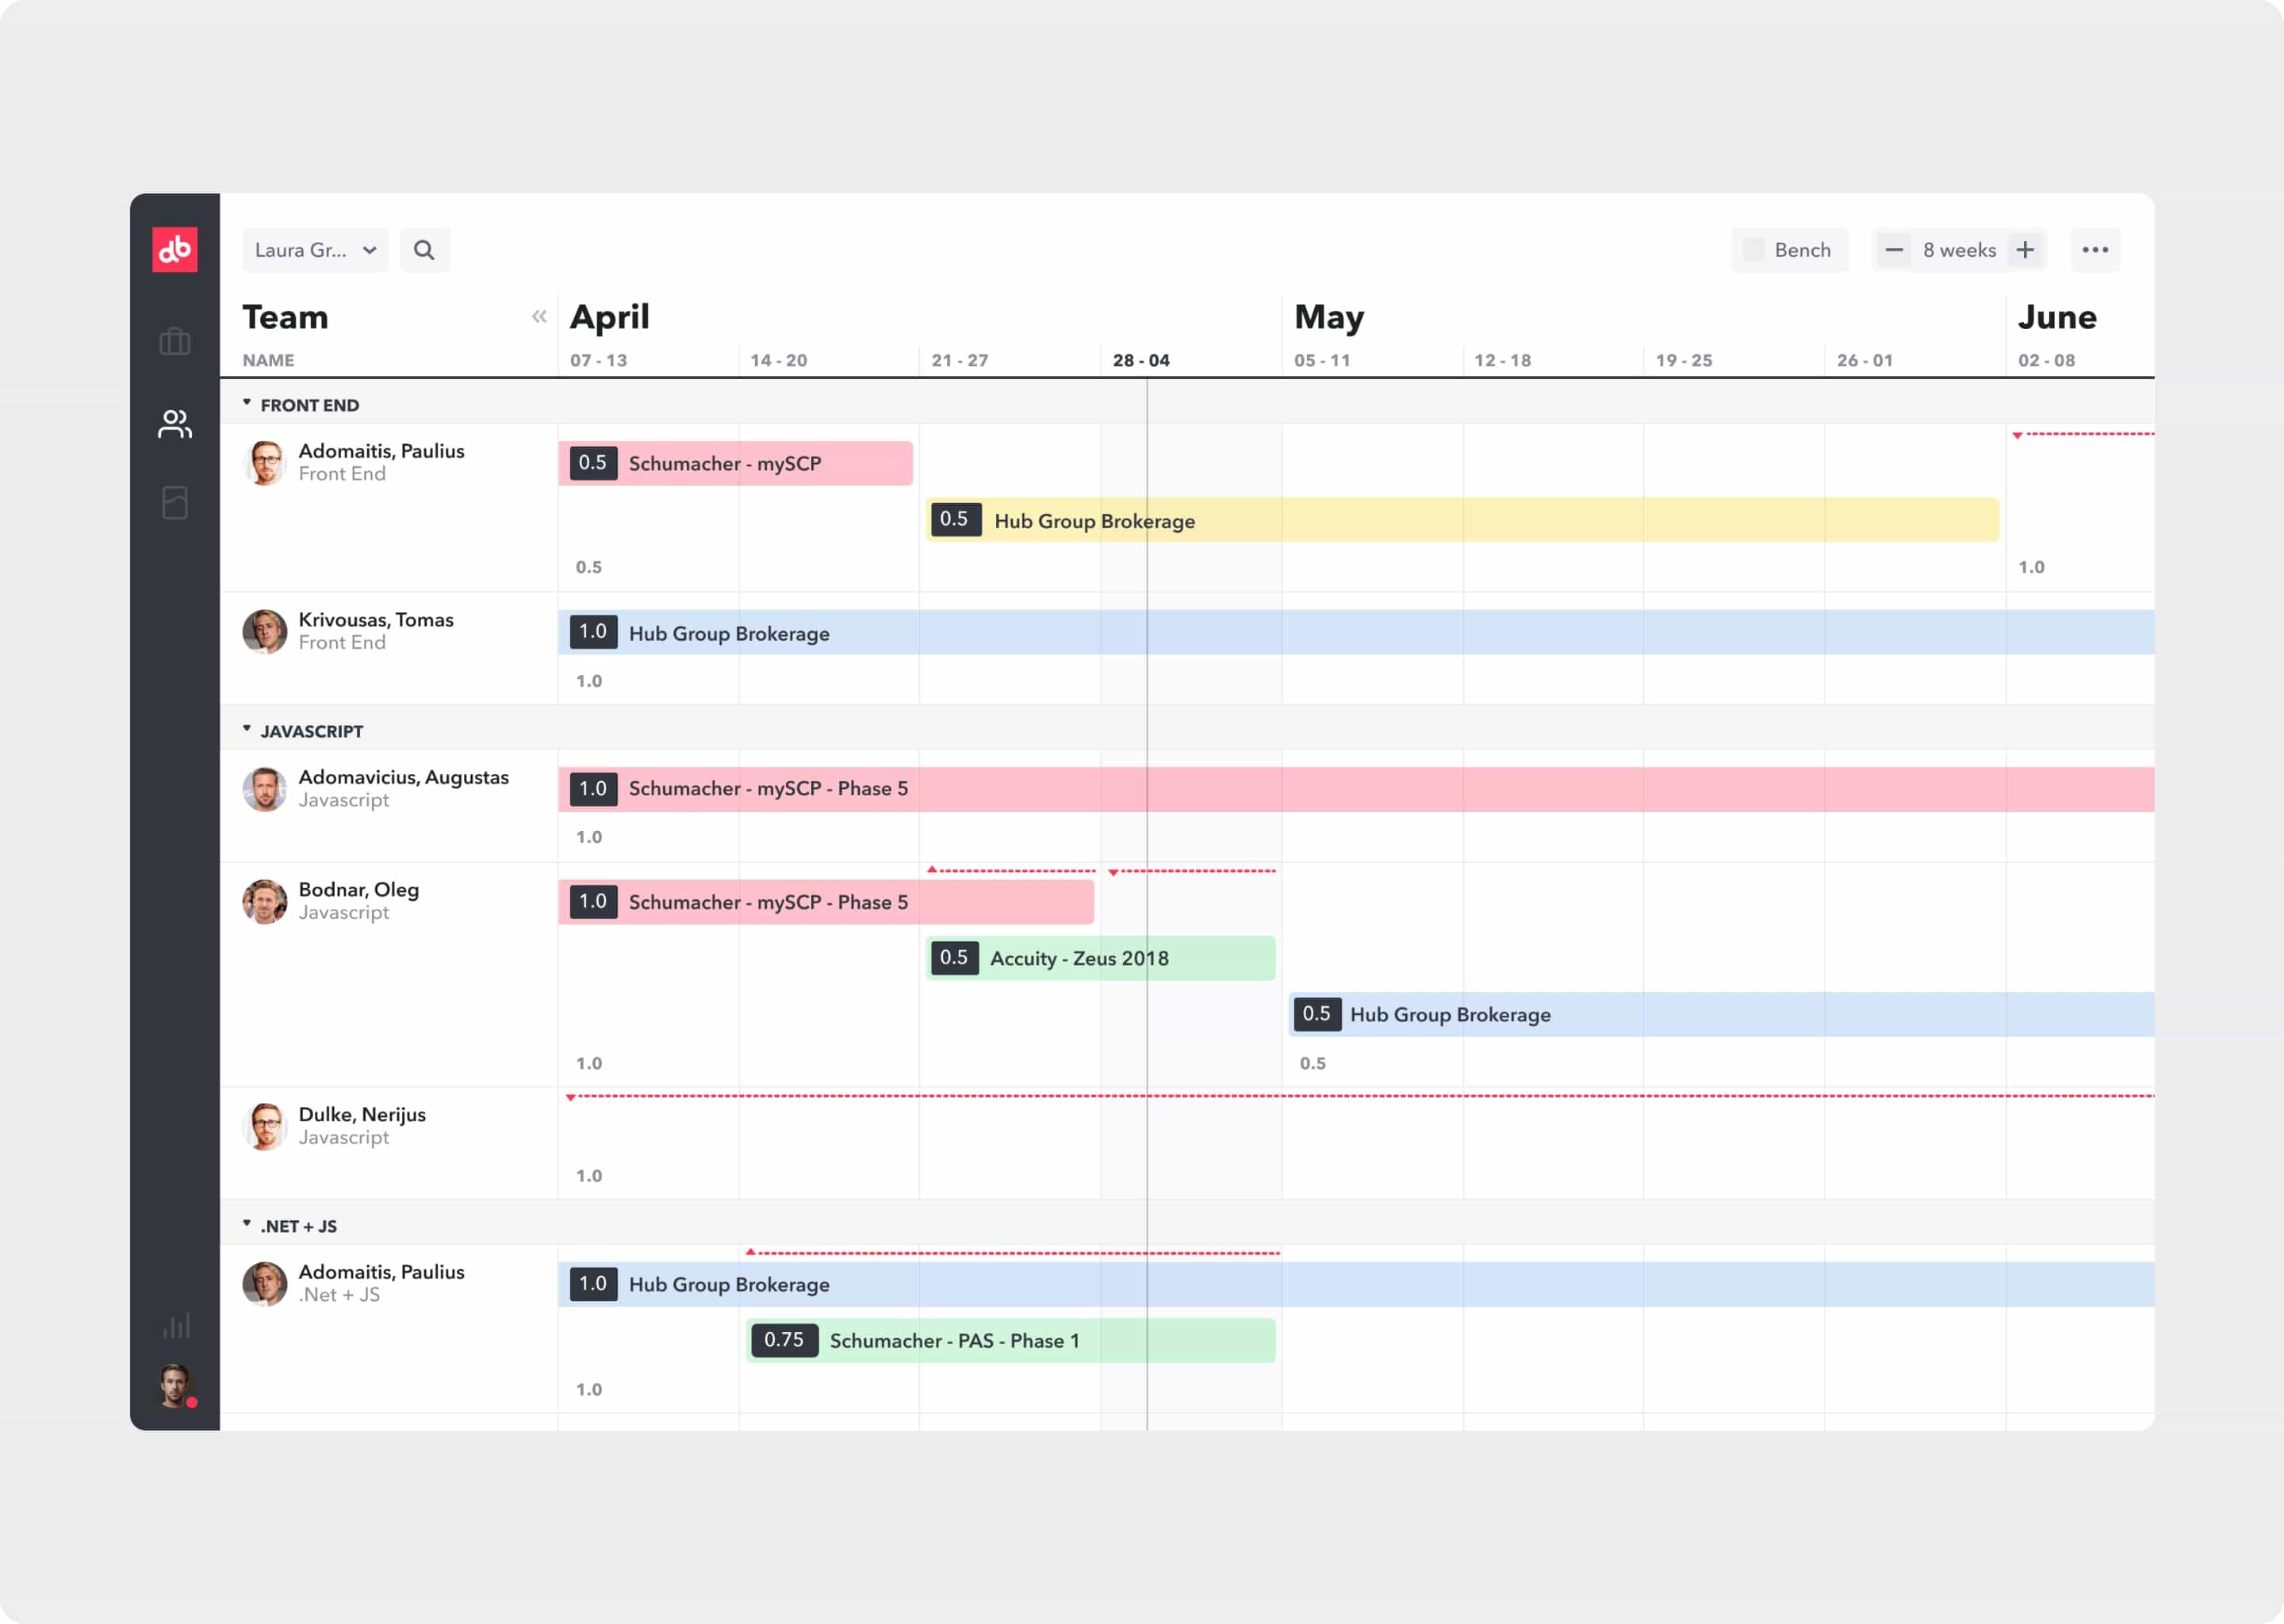 db
Laura Gr...
Bench
8 weeks
Team
April
May
June
NAME
07 - 13
14 - 20
21 - 27
28 - 04
05 - 11
12 - 18
19 - 25
26 - 01
02 - 08
FRONT END
Adomaitis, Paulius
Front End
0.5 Schumacher - mySCP
0.5 Hub Group Brokerage
0.5
1.0
Krivousas, Tomas
Front End
1.0 Hub Group Brokerage
1.0
JAVASCRIPT
Adomavicius, Augustas
Javascript
1.0 Schumacher - mySCP - Phase 5
1.0
Bodnar, Oleg
Javascript
1.0 Schumacher - mySCP - Phase 5
0.5 Accuity - Zeus 2018
0.5 Hub Group Brokerage
1.0
0.5
Dulke, Nerijus
Javascript
1.0
.NET + JS
Adomaitis, Paulius
.Net + JS
1.0 Hub Group Brokerage
0.75 Schumacher - PAS - Phase 1
1.0